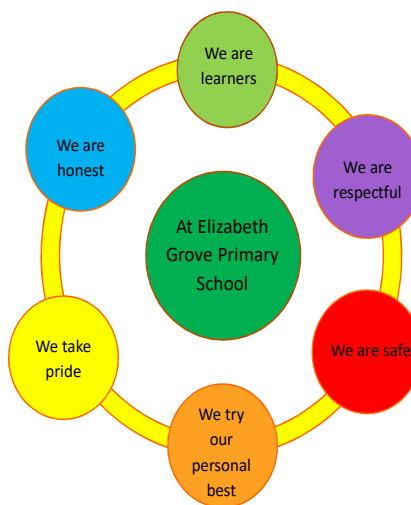 We are
learners
We are
respectful
We are safe
We try
our
personal
best
We take
pride
We are
honest
At Elizabeth
Grove Primary
School